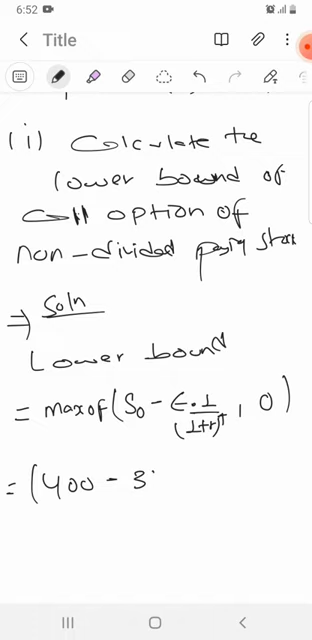 6:52
Title
(i) Calculate the
lower bound of
Call option of
non-divided paying stock
⇒ Soln
Lower bound
= max of (S₀ - E.1/(1+r)^t, 0)
= (400 - 3